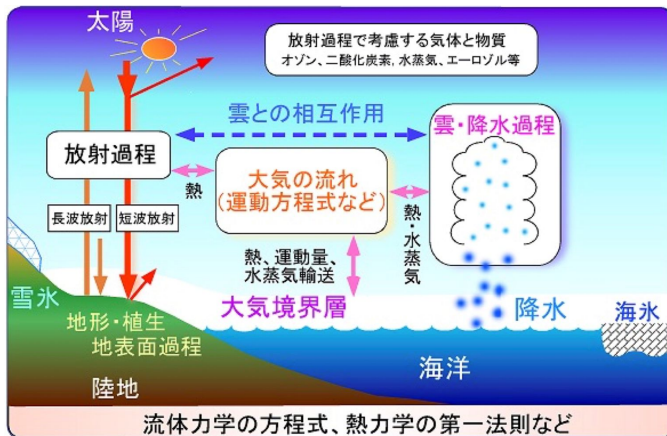 太陽
放射過程で考慮する気体と物質
オゾン、二酸化炭素, 水蒸気、エーロゾル等
雲との相互作用
雲・降水過程
放射過程
熱
大気の流れ
(運動方程式など)
熱・水蒸気
長波放射
短波放射
熱、運動量、
水蒸気輸送
雪氷
大気境界層
降水
海氷
地形・植生
地表面過程
海洋
陸地
流体力学の方程式、熱力学の第一法則など